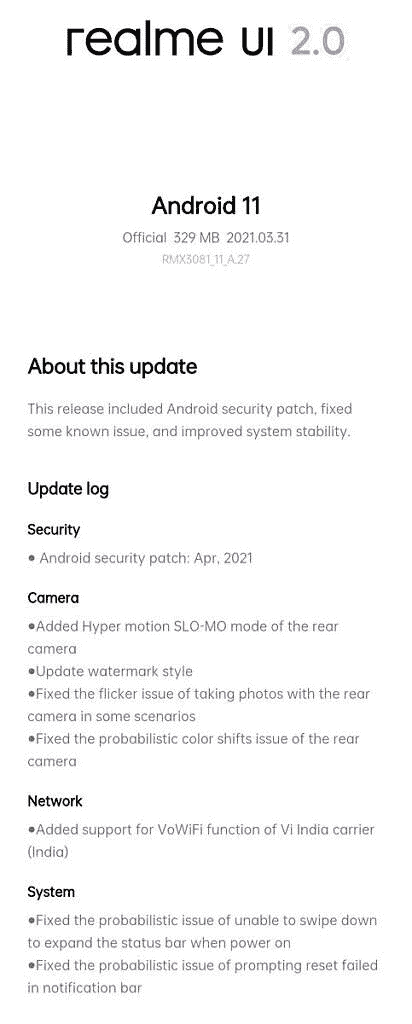 realme UI 2.0
Android 11
Official 329 MB 2021.03.31
RMX3081_11_A.27
About this update
This release included Android security patch, fixed
some known issue, and improved system stability.
Update log
Security
● Android security patch: Apr, 2021
Camera
●Added Hyper motion SLO-MO mode of the rear
camera
●Update watermark style
●Fixed the flicker issue of taking photos with the rear
camera in some scenarios
●Fixed the probabilistic color shifts issue of the rear
camera
Network
●Added support for VoWiFi function of Vi India carrier
(India)
System
●Fixed the probabilistic issue of unable to swipe down
to expand the status bar when power on
●Fixed the probabilistic issue of prompting reset failed
in notification bar